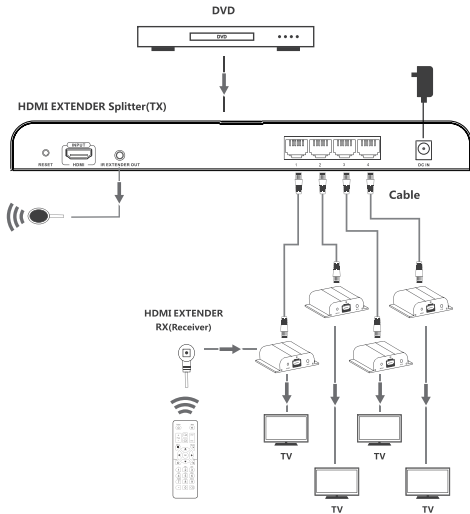 DVD
DVD
HDMI EXTENDER Splitter(TX)
INPUT
RESET HDMI IR EXTENDER OUT
1 2 3 4
DC IN
Cable
HDMI EXTENDER
RX(Receiver)
TV
TV
TV
TV